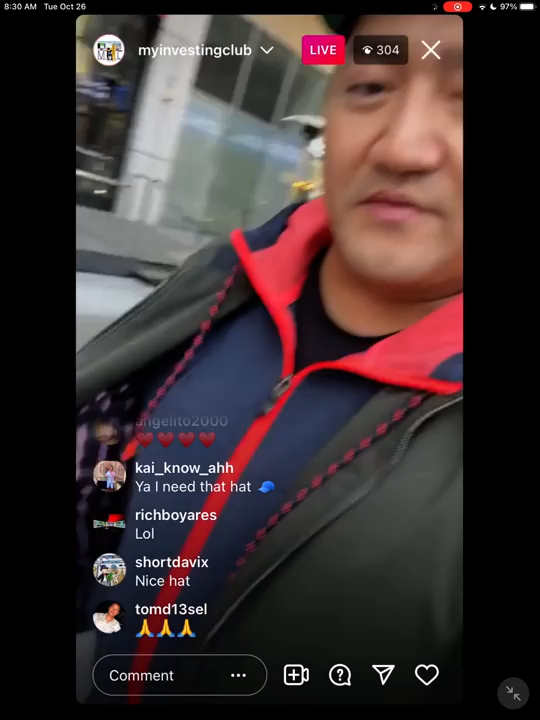 8:30 AM Tue Oct 26
97%
myinvestingclub
LIVE
304
angelito2000
kai_know_ahh
Ya I need that hat
richboyares
Lol
shortdavix
Nice hat
tomd13sel
Comment